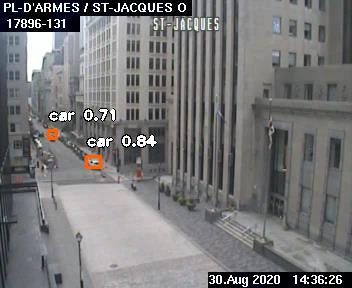 PL-D'ARMES / ST-JACQUES O
17896-131
ST-JACQUES
car 0.71
car 0.84
30.Aug 2020 14:36:26